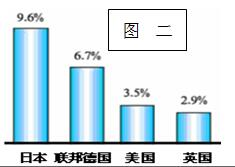 图 二
9.6%
6.7%
3.5%
2.9%
日本 联邦德国 美国 英国